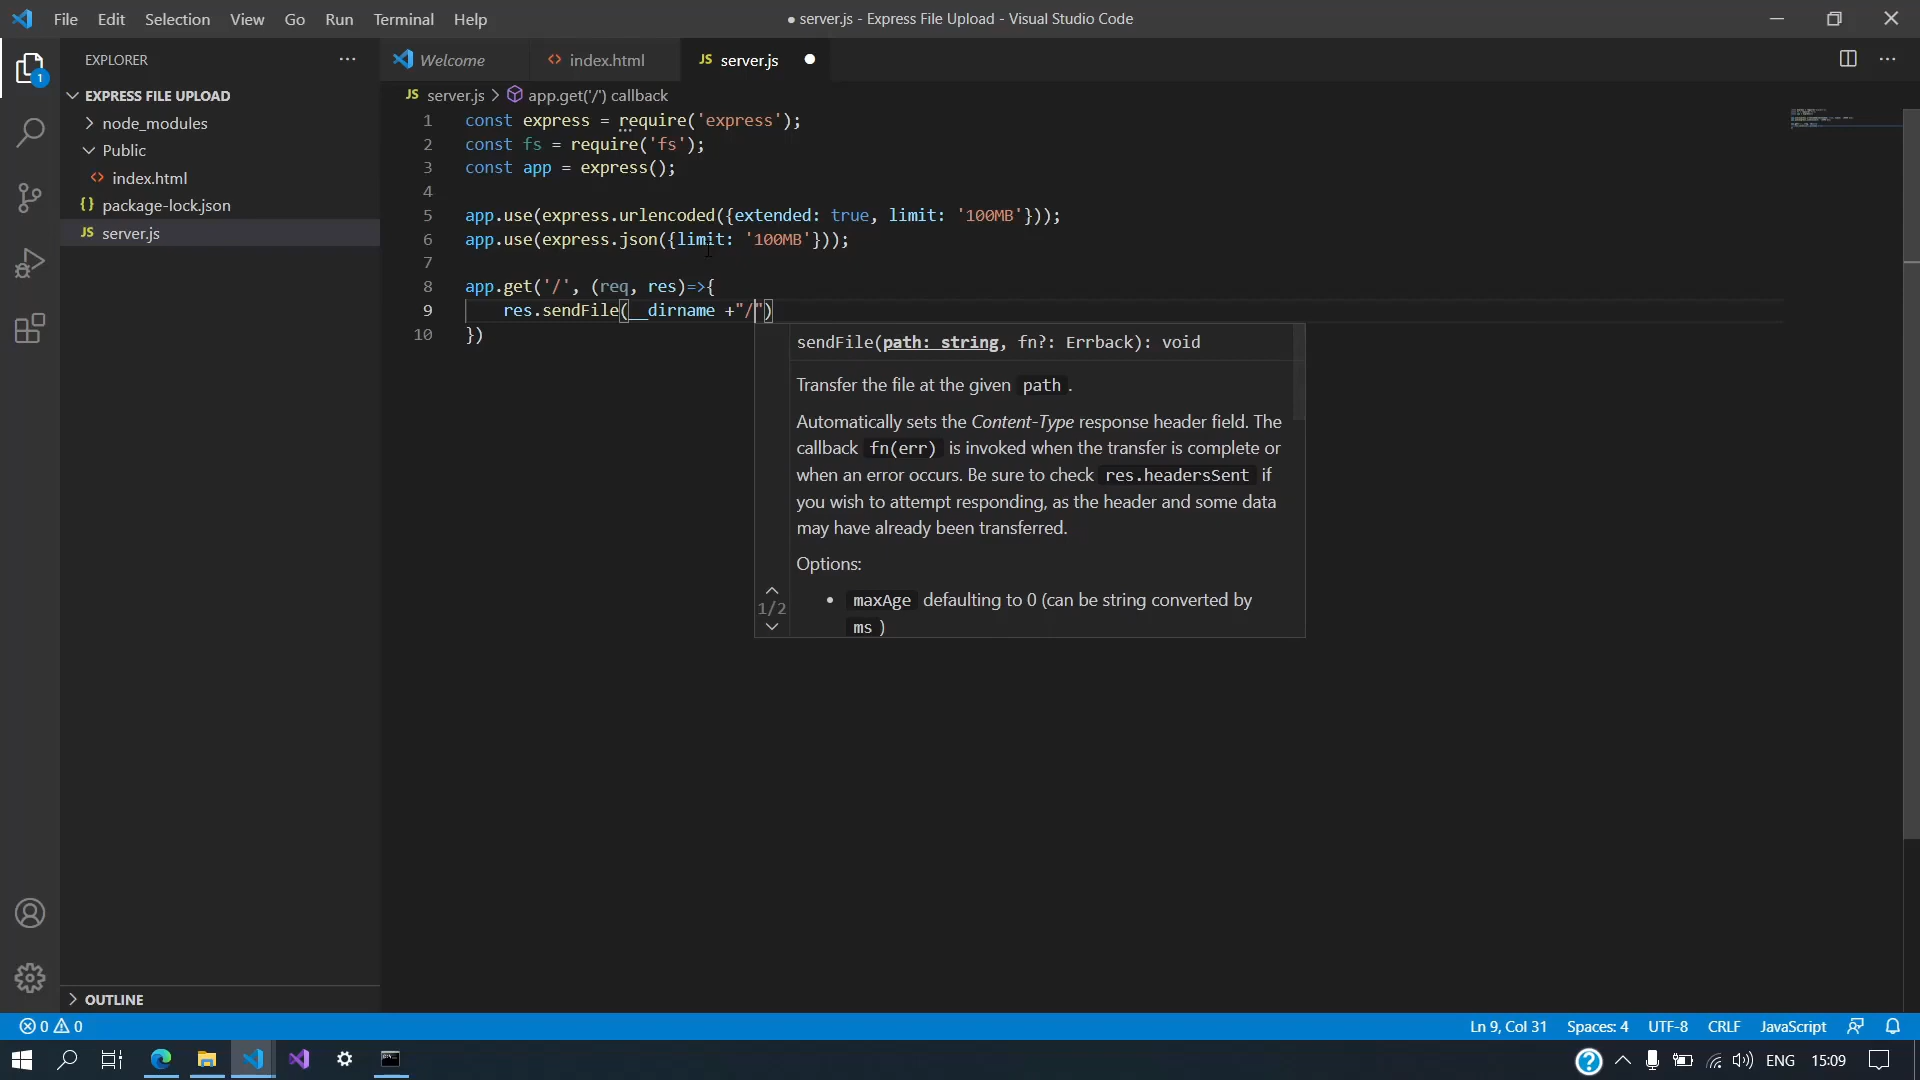 File Edit Selection View Go Run Terminal Help
● server.js - Express File Upload - Visual Studio Code
EXPLORER
Welcome
index.html
JS server.js
EXPRESS FILE UPLOAD
node_modules
Public
index.html
package-lock.json
JS server.js
1
JS server.js > app.get('/') callback
1 const express = require('express');
2 const fs = require('fs');
3 const app = express();
4
5 app.use(express.urlencoded({extended: true, limit: '100MB'}));
6 app.use(express.json({limit: '100MB'}));
7
8 app.get('/', (req, res)=>{
9 res.sendFile(__dirname +"/")
10 })
sendFile(path: string, fn?: Errback): void
Transfer the file at the given path.
Automatically sets the Content-Type response header field. The
callback fn(err) is invoked when the transfer is complete or
when an error occurs. Be sure to check res.headersSent if
you wish to attempt responding, as the header and some data
may have already been transferred.
Options:
• maxAge defaulting to 0 (can be string converted by
ms )
1/2
OUTLINE
0 0
Ln 9, Col 31 Spaces: 4 UTF-8 CRLF JavaScript
ENG 15:09